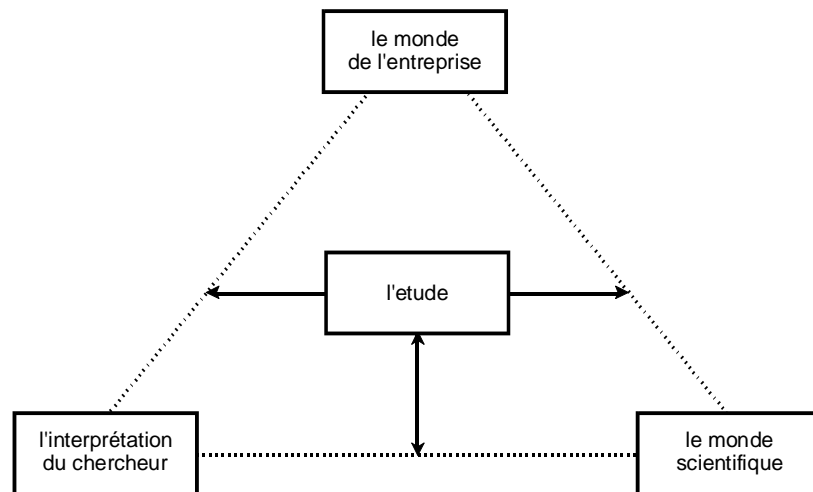 le monde
de l'entreprise
l'etude
l'interprétation
du chercheur
le monde
scientifique